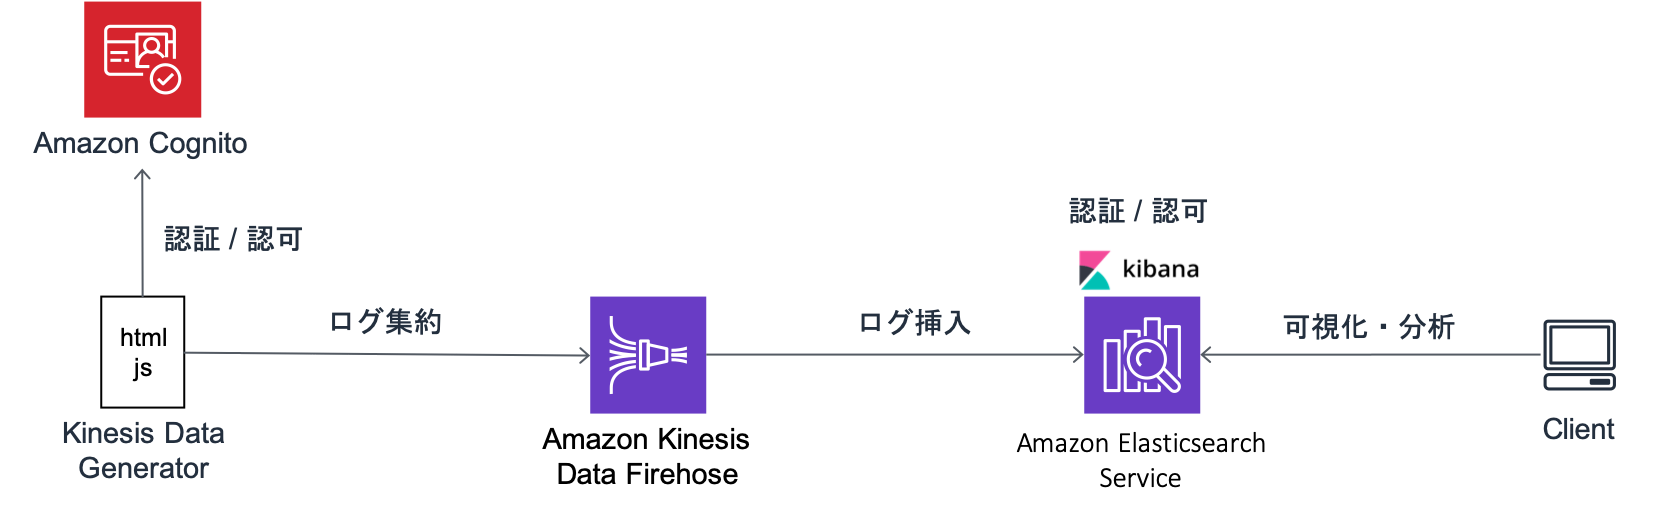 Amazon Cognito
認証 / 認可
認証 / 認可
kibana
html
js
ログ集約
ログ挿入
可視化・分析
Kinesis Data
Generator
Amazon Kinesis
Data Firehose
Amazon Elasticsearch
Service
Client